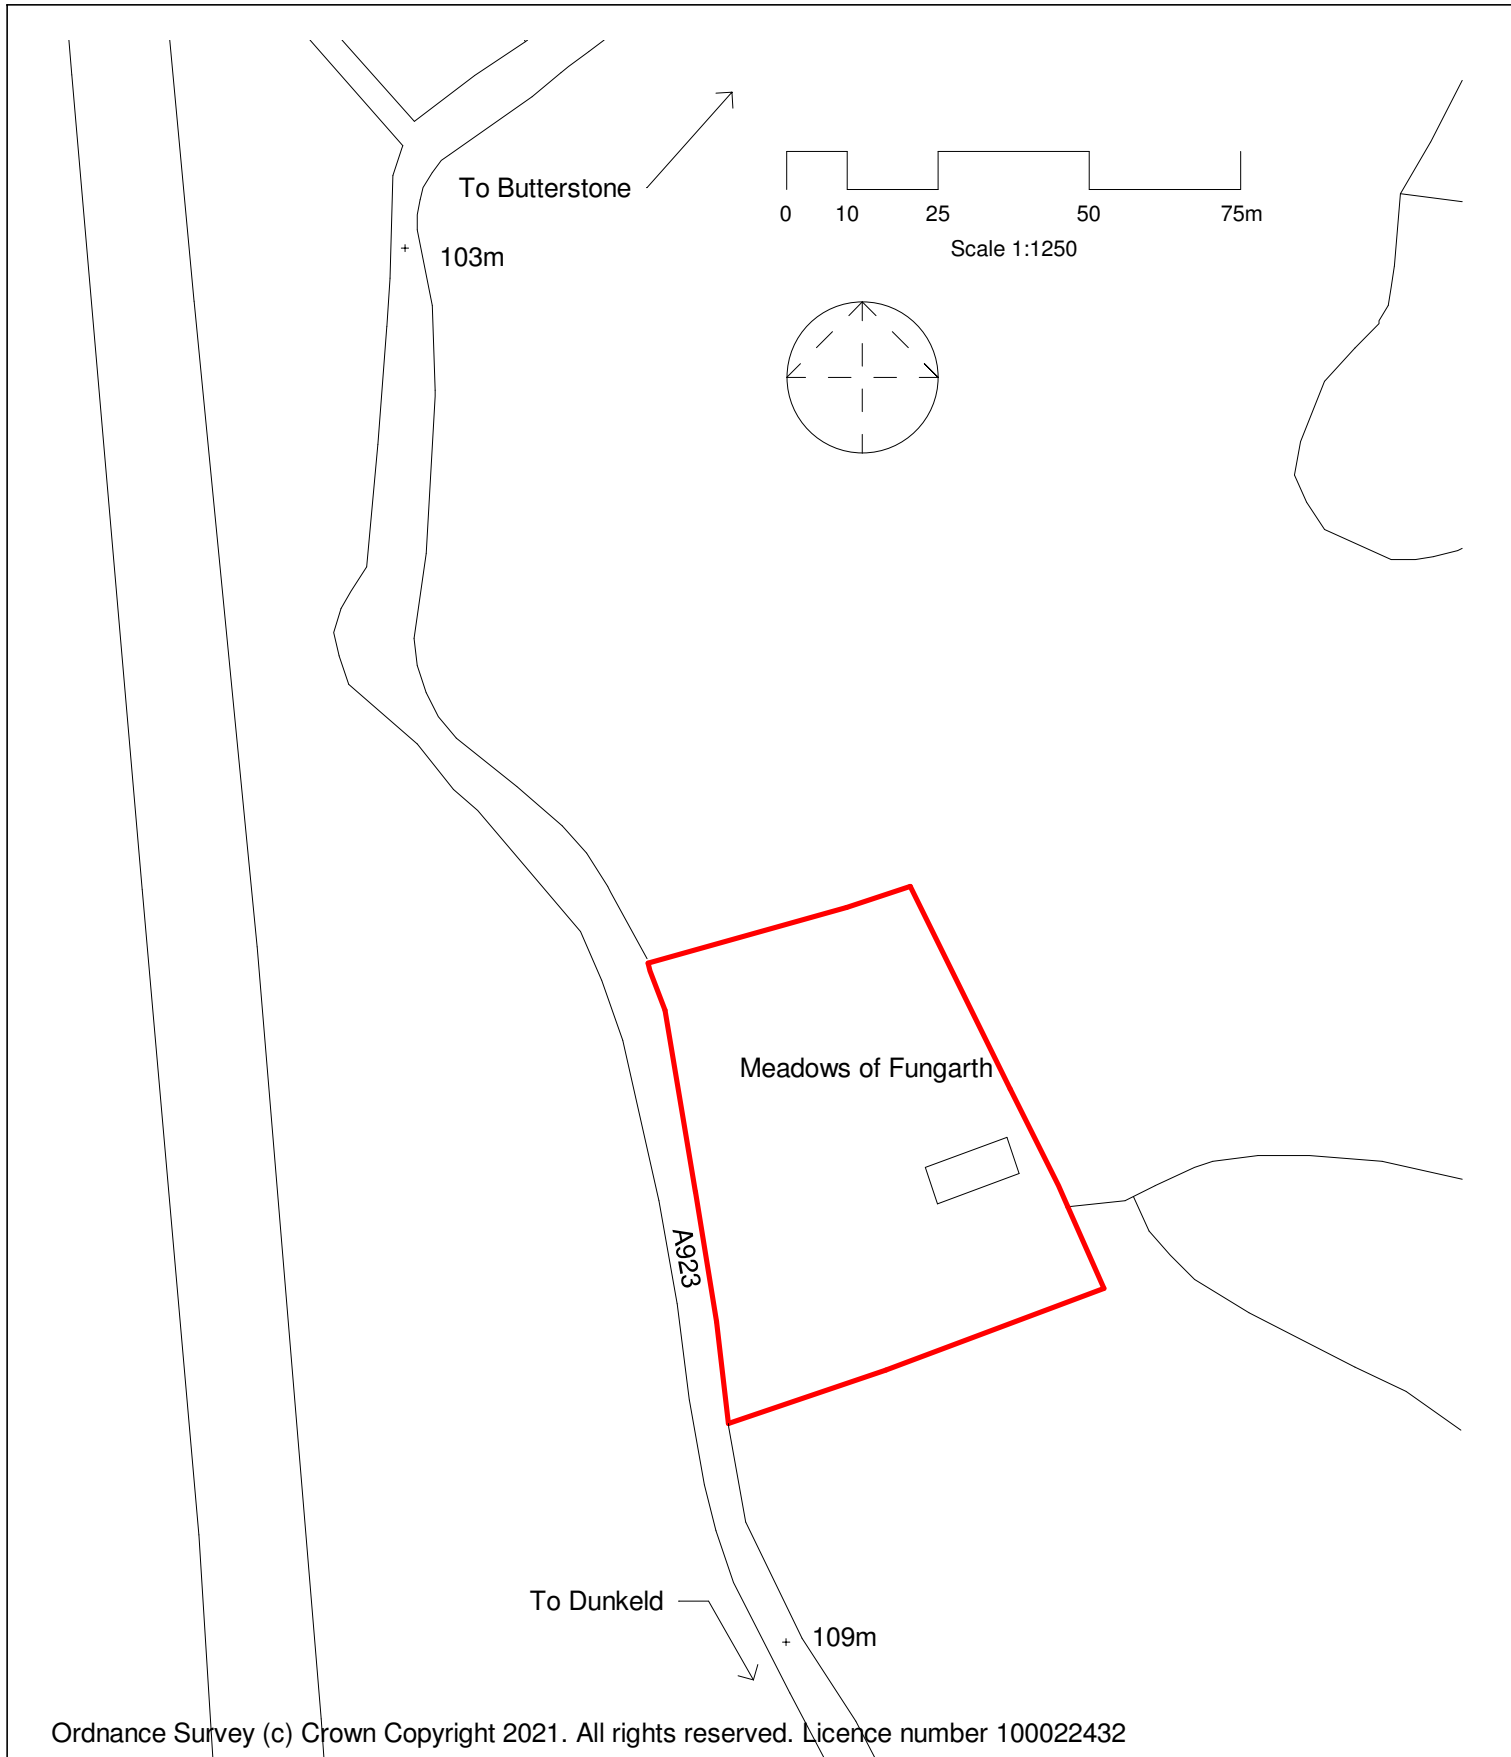 To Butterstone
0 10 25 50 75m
Scale 1:1250
103m
Meadows of Fungarth
A923
To Dunkeld
109m
Ordnance Survey (c) Crown Copyright 2021. All rights reserved. Licence number 100022432